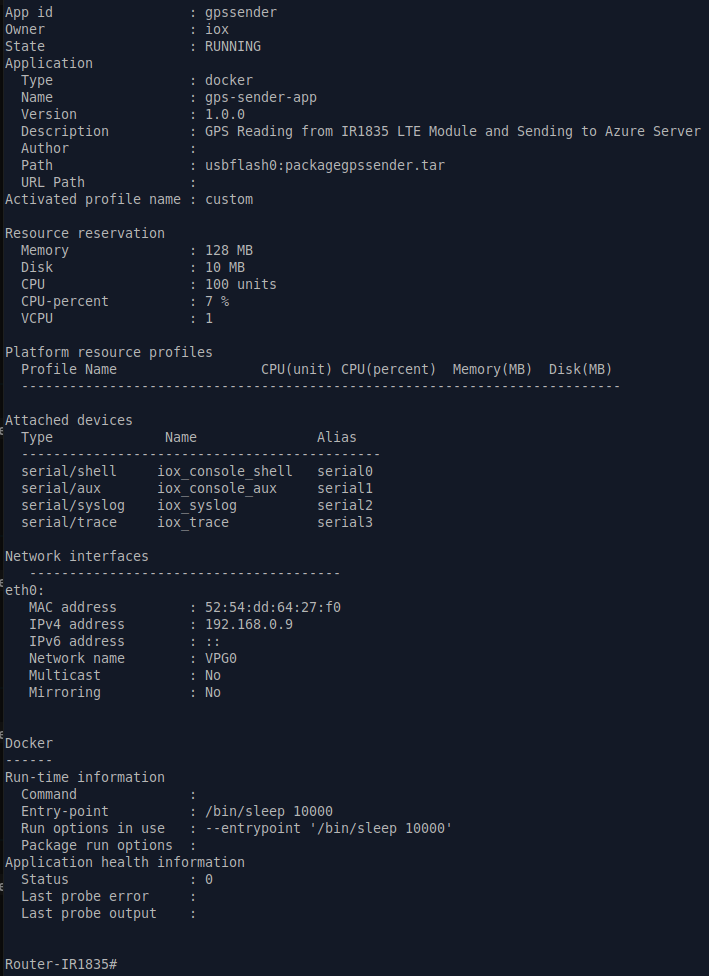 App id                 : gpssender
Owner                  : iox
State                  : RUNNING
Application
  Type                 : docker
  Name                 : gps-sender-app
  Version              : 1.0.0
  Description          : GPS Reading from IR1835 LTE Module and Sending to Azure Server
  Author               :
  Path                 : usbflash0:packagegpssender.tar
  URL Path             :
Activated profile name : custom

Resource reservation
  Memory               : 128 MB
  Disk                 : 10 MB
  CPU                  : 100 units
  CPU-percent          : 7 %
  VCPU                 : 1

Platform resource profiles
  Profile Name                  CPU(unit) CPU(percent)  Memory(MB)  Disk(MB)
  ---------------------------------------------------------------------------

Attached devices
  Type              Name               Alias
  ---------------------------------------------
  serial/shell     iox_console_shell   serial0
  serial/aux       iox_console_aux     serial1
  serial/syslog    iox_syslog          serial2
  serial/trace     iox_trace           serial3

Network interfaces
   ---------------------------------------
eth0:
   MAC address         : 52:54:dd:64:27:f0
   IPv4 address        : 192.168.0.9
   IPv6 address        : ::
   Network name        : VPG0
   Multicast           : No
   Mirroring           : No


Docker
------
Run-time information
  Command              :
  Entry-point          : /bin/sleep 10000
  Run options in use   : --entrypoint '/bin/sleep 10000'
  Package run options  :
Application health information
  Status               : 0
  Last probe error     :
  Last probe output    :


Router-IR1835#